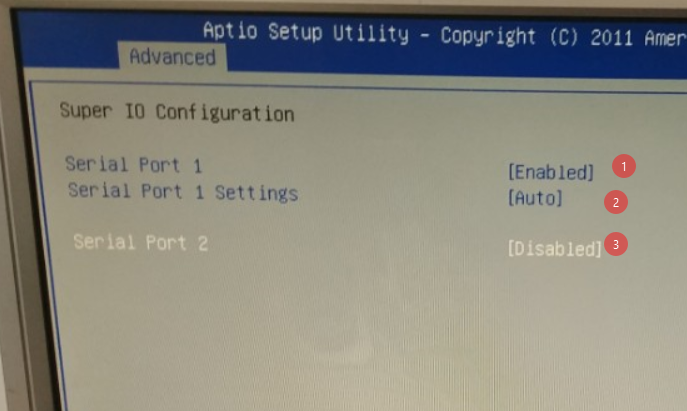 Aptio Setup Utility – Copyright (C) 2011 Amer
Advanced
Super IO Configuration
Serial Port 1 [Enabled] 1
Serial Port 1 Settings [Auto] 2
Serial Port 2 [Disabled] 3